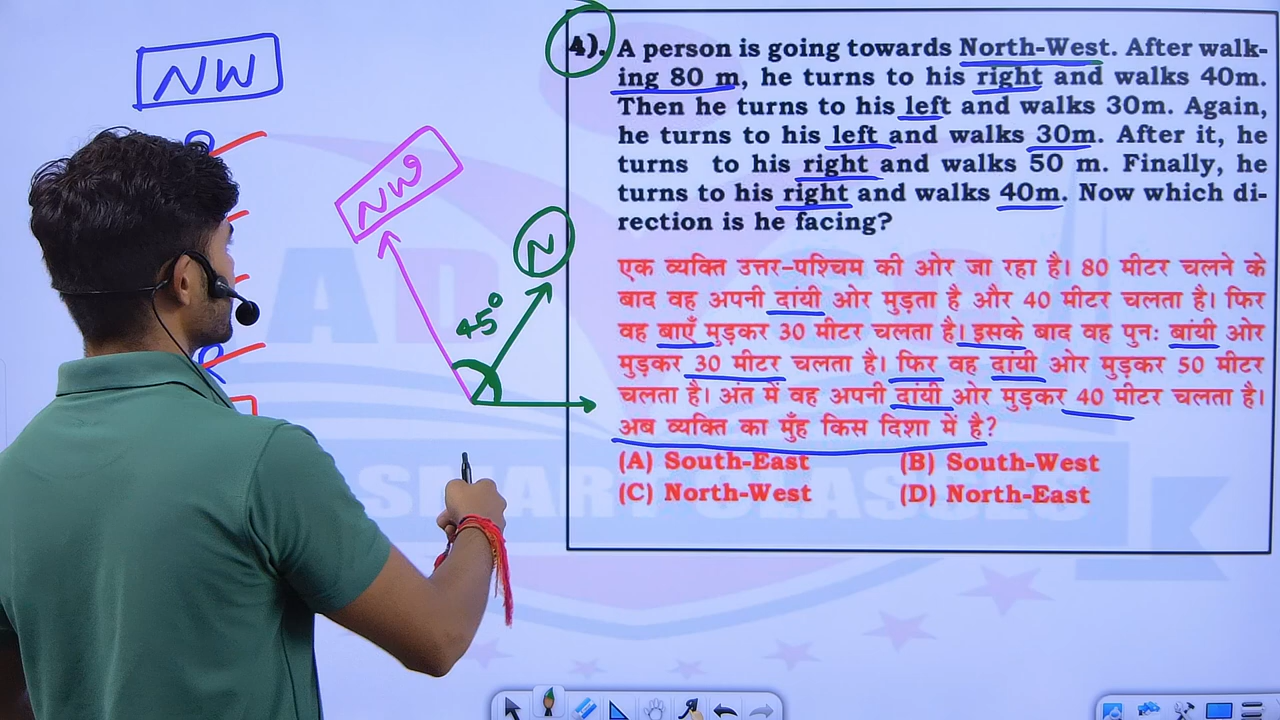 NW
R
R
NW
N
45°
4). A person is going towards North-West. After walk-
ing 80 m, he turns to his right and walks 40m.
Then he turns to his left and walks 30m. Again,
he turns to his left and walks 30m. After it, he
turns to his right and walks 50 m. Finally, he
turns to his right and walks 40m. Now which di-
rection is he facing?
एक व्यक्ति उत्तर-पश्चिम की ओर जा रहा है। 80 मीटर चलने के
बाद वह अपनी दांयी ओर मुड़ता है और 40 मीटर चलता है। फिर
वह बाएँ मुड़कर 30 मीटर चलता है। इसके बाद वह पुनः बांयी ओर
मुड़कर 30 मीटर चलता है। फिर वह दांयी ओर मुड़कर 50 मीटर
चलता है। अंत में वह अपनी दांयी ओर मुड़कर 40 मीटर चलता है।
अब व्यक्ति का मुँह किस दिशा में है?
(A) South-East (B) South-West
(C) North-West (D) North-East
SMART CLASSES